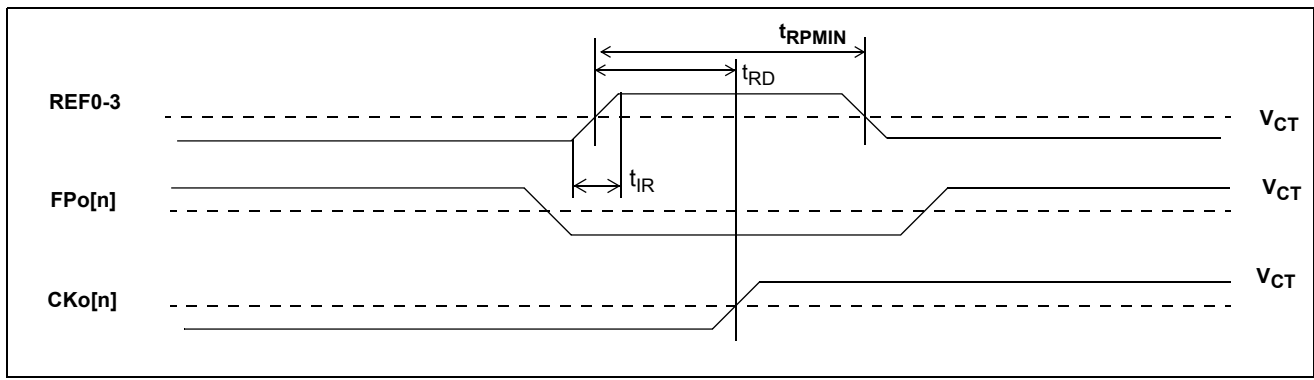 tRPMIN
tRD
REF0-3
VCT
tIR
FPo[n]
VCT
CKo[n]
VCT